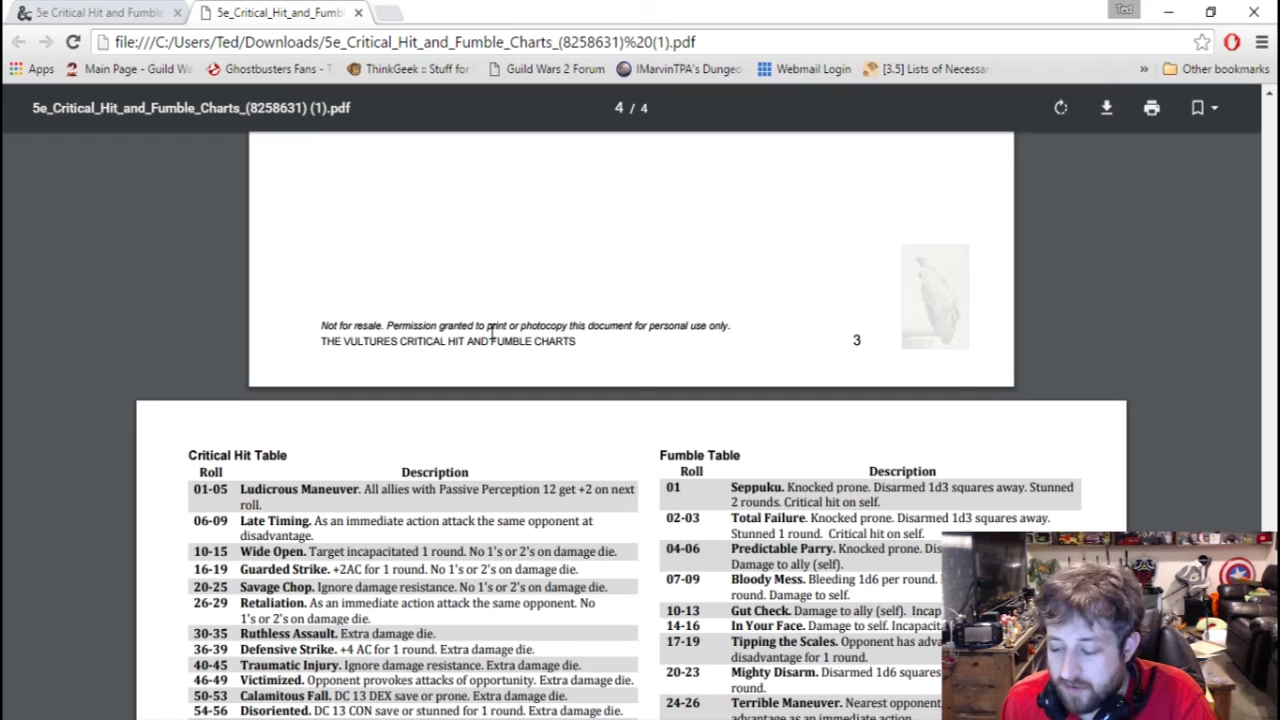 5e Critical Hit and Fumble
5e_Critical_Hit_and_Fumbl
Ted
file:///C:/Users/Ted/Downloads/5e_Critical_Hit_and_Fumble_Charts_(8258631)%20(1).pdf
Apps Main Page - Guild Wa Ghostbusters Fans - T ThinkGeek :: Stuff for Guild Wars 2 Forum IMarvinTPA's Dungeo Webmail Login [3.5] Lists of Necessar » Other bookmarks
5e_Critical_Hit_and_Fumble_Charts_(8258631) (1).pdf 4 / 4
Not for resale. Permission granted to print or photocopy this document for personal use only.
THE VULTURES CRITICAL HIT AND FUMBLE CHARTS 3
Critical Hit Table
Roll Description
01-05 Ludicrous Maneuver. All allies with Passive Perception 12 get +2 on next
roll.
06-09 Late Timing. As an immediate action attack the same opponent at
disadvantage.
10-15 Wide Open. Target incapacitated 1 round. No 1's or 2's on damage die.
16-19 Guarded Strike. +2AC for 1 round. No 1's or 2's on damage die.
20-25 Savage Chop. Ignore damage resistance. No 1's or 2's on damage die.
26-29 Retaliation. As an immediate action attack the same opponent. No
1's or 2's on damage die.
30-35 Ruthless Assault. Extra damage die.
36-39 Defensive Strike. +4 AC for 1 round. Extra damage die.
40-45 Traumatic Injury. Ignore damage resistance. Extra damage die.
46-49 Victimized. Opponent provokes attacks of opportunity. Extra damage die.
50-53 Calamitous Fall. DC 13 DEX save or prone. Extra damage die.
54-56 Disoriented. DC 13 CON save or stunned for 1 round. Extra damage die.
Fumble Table
Roll Description
01 Seppuku. Knocked prone. Disarmed 1d3 squares away. Stunned
2 rounds. Critical hit on self.
02-03 Total Failure. Knocked prone. Disarmed 1d3 squares away.
Stunned 1 round. Critical hit on self.
04-06 Predictable Parry. Knocked prone. Dis
Damage to ally (self).
07-09 Bloody Mess. Bleeding 1d6 per round.
round. Damage to self.
10-13 Gut Check. Damage to ally (self). Incap
14-16 In Your Face. Damage to self. Incapacit
17-19 Tipping the Scales. Opponent has adva
disadvantage for 1 round.
20-23 Mighty Disarm. Disarmed 1d6 squares
round.
24-26 Terrible Maneuver. Nearest opponent
advantage as an immediate action